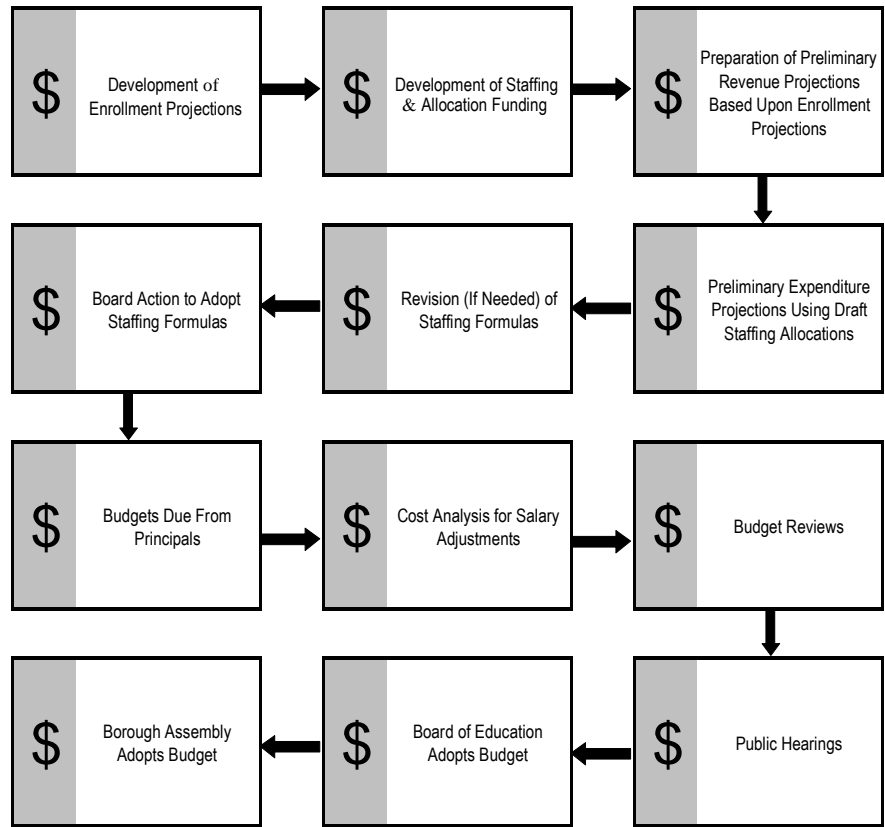 $
Development of
Enrollment Projections
$
Development of Staffing
& Allocation Funding
$
Preparation of Preliminary
Revenue Projections
Based Upon Enrollment
Projections
$
Board Action to Adopt
Staffing Formulas
$
Revision (If Needed) of
Staffing Formulas
$
Preliminary Expenditure
Projections Using Draft
Staffing Allocations
$
Budgets Due From
Principals
$
Cost Analysis for Salary
Adjustments
$
Budget Reviews
$
Borough Assembly
Adopts Budget
$
Board of Education
Adopts Budget
$
Public Hearings